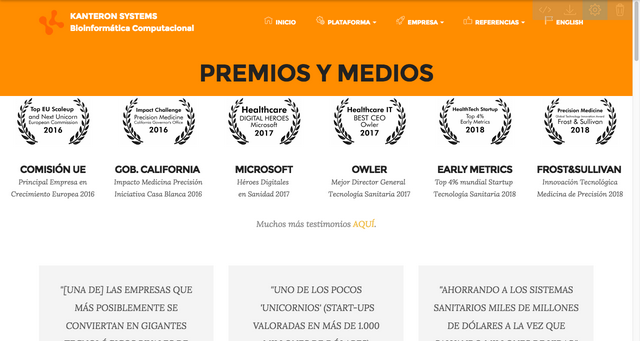 KANTERON SYSTEMS
Bioinformática Computacional
INICIO
PLATAFORMA
EMPRESA
REFERENCIAS
ENGLISH
PREMIOS Y MEDIOS
Top EU Scaleup
and Next Unicorn
European Commission
2016
Impact Challenge
Precision Medicine
California Governor's Office
2016
Healthcare
DIGITAL HEROES
Microsoft
2017
Healthcare IT
BEST CEO
Owler
2017
HealthTech Startup
Top 4%
Early Metrics
2018
Precision Medicine
Global Technology Innovation Award
Frost & Sullivan
2018
COMISIÓN UE
Principal Empresa en
Crecimiento Europea 2016
GOB. CALIFORNIA
Impacto Medicina Precisión
Iniciativa Casa Blanca 2016
MICROSOFT
Héroes Digitales
en Sanidad 2017
OWLER
Mejor Director General
Tecnología Sanitaria 2017
EARLY METRICS
Top 4% mundial Startup
Tecnología Sanitaria 2018
FROST&SULLIVAN
Innovación Tecnológica
Medicina de Precisión 2018
Muchos más testimonios AQUÍ.
"[UNA DE] LAS EMPRESAS QUE
MÁS POSIBLEMENTE SE
CONVIERTAN EN GIGANTES
"UNO DE LOS POCOS
'UNICORNIOS' (START-UPS
VALORADAS EN MÁS DE 1.000
"AHORRANDO A LOS SISTEMAS
SANITARIOS MILES DE MILLONES
DE DÓLARES A LA VEZ QUE